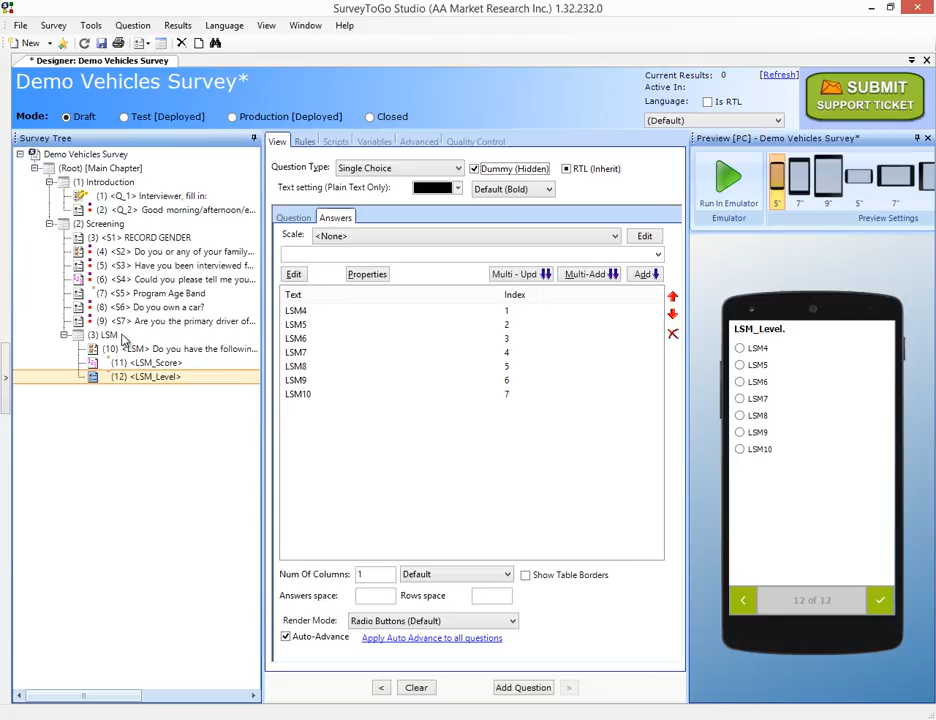 SurveyToGo Studio (AA Market Research Inc.) 1.32.232.0
File Survey Tools Question Results Language View Window Help
New
* Designer: Demo Vehicles Survey*
Demo Vehicles Survey*
Current Results: 0 [Refresh]
Active In:
Language: Is RTL
(Default)
SUBMIT
SUPPORT TICKET
Mode: Draft Test [Deployed] Production [Deployed] Closed
Survey Tree
Demo Vehicles Survey
(Root) [Main Chapter]
(1) Introduction
(1) <Q_1> Interviewer, fill in:
(2) <Q_2> Good morning/afternoon/e...
(2) Screening
(3) <S1> RECORD GENDER
(4) <S2> Do you or any of your family...
(5) <S3> Have you been interviewed f...
(6) <S4> Could you please tell me you...
(7) <S5> Program Age Band
(8) <S6> Do you own a car?
(9) <S7> Are you the primary driver of...
(3) LSM
(10) <LSM> Do you have the followin...
(11) <LSM_Score>
(12) <LSM_Level>
View Rules Scripts Variables Advanced Quality Control
Question Type: Single Choice Dummy (Hidden) RTL (Inherit)
Text setting (Plain Text Only): Default (Bold)
Question Answers
Scale: <None> Edit
Edit Properties Multi - Upd Multi-Add Add
Text Index
LSM4 1
LSM5 2
LSM6 3
LSM7 4
LSM8 5
LSM9 6
LSM10 7
Num Of Columns: 1 Default Show Table Borders
Answers space: Rows space
Render Mode: Radio Buttons (Default)
Auto-Advance Apply Auto Advance to all questions
< Clear Add Question >
Preview [PC] - Demo Vehicles Survey*
Run In Emulator
Emulator
5" 7" 9" 5" 7"
Preview Settings
LSM_Level.
LSM4
LSM5
LSM6
LSM7
LSM8
LSM9
LSM10
12 of 12